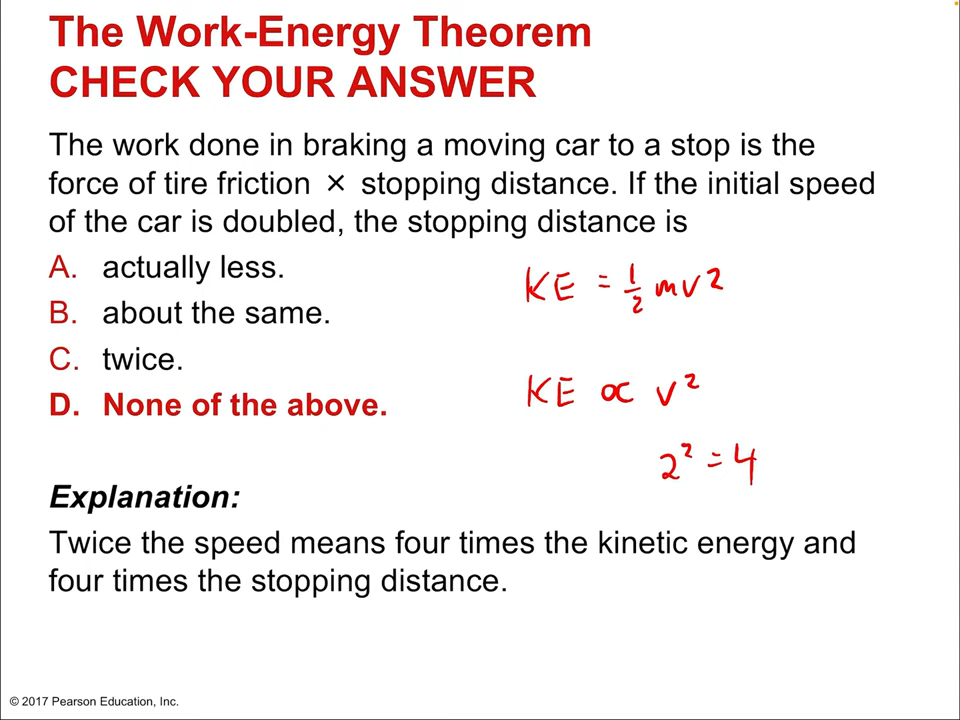 The Work-Energy Theorem
CHECK YOUR ANSWER
The work done in braking a moving car to a stop is the
force of tire friction × stopping distance. If the initial speed
of the car is doubled, the stopping distance is
A. actually less.
B. about the same.
C. twice.
D. None of the above.
KE = 1/2 mv²
KE ∝ v²
2² = 4
Explanation:
Twice the speed means four times the kinetic energy and
four times the stopping distance.
© 2017 Pearson Education, Inc.